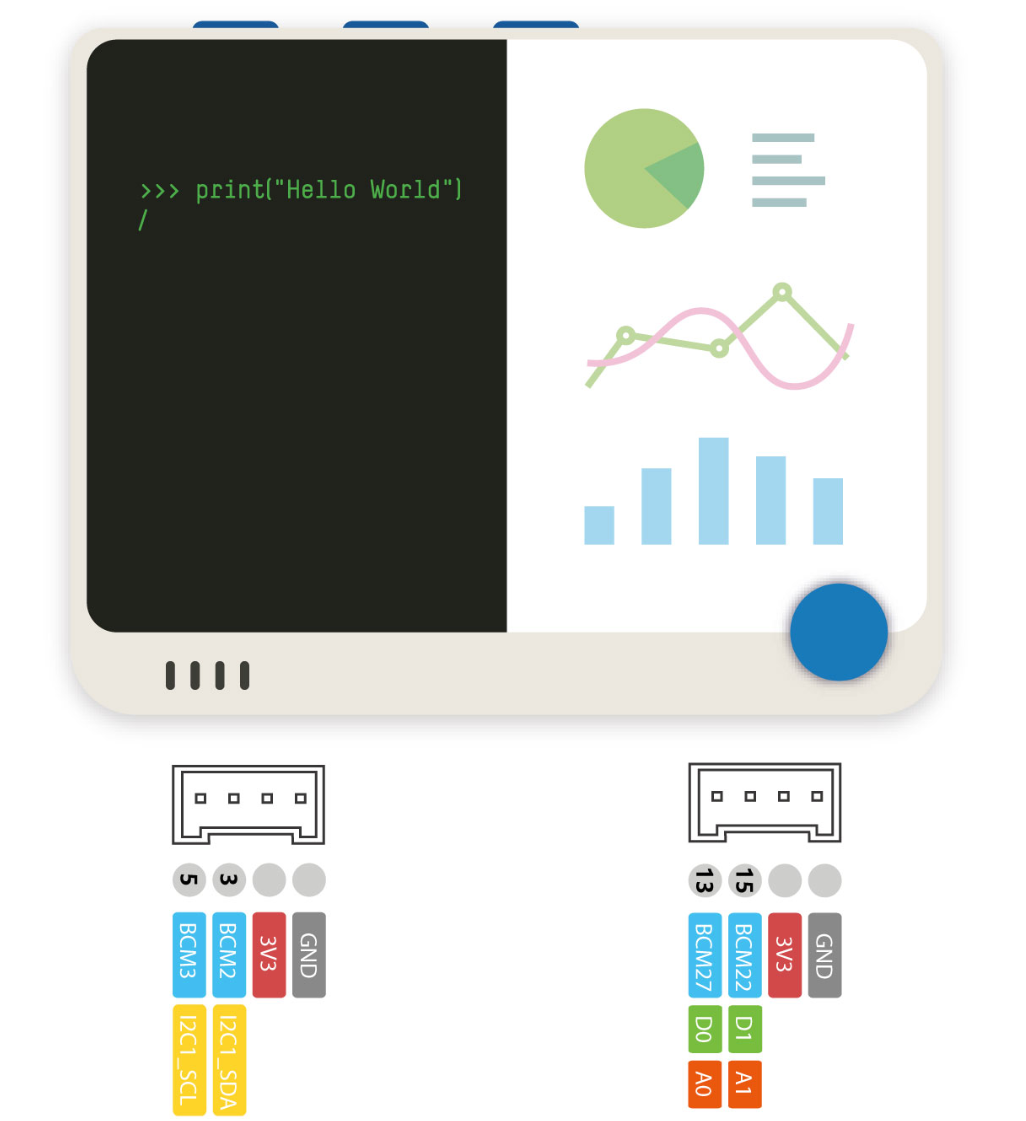 >>> print("Hello World")
/
5 3
BCM3 BCM2 3V3 GND
I2C1_SCL I2C1_SDA
13 15
BCM27 BCM22 3V3 GND
D0 D1
A0 A1